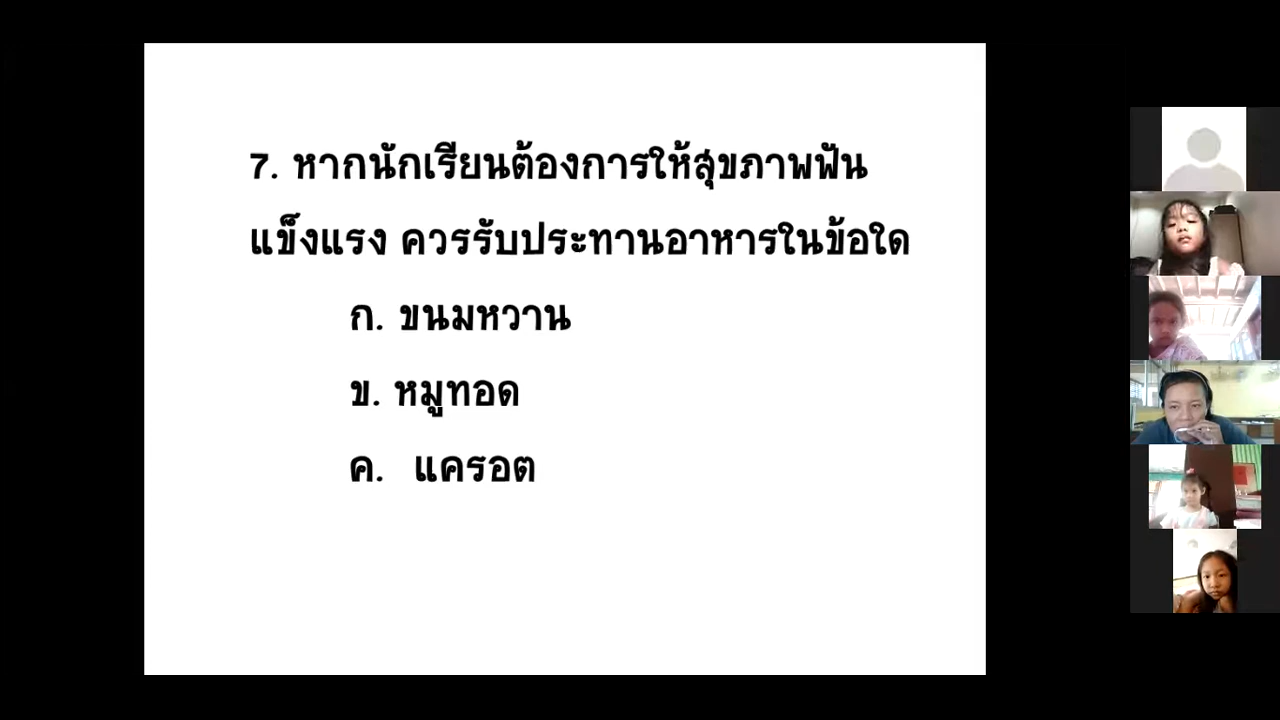 7. หากนักเรียนต้องการให้สุขภาพฟัน
แข็งแรง ควรรับประทานอาหารในข้อใด
ก. ขนมหวาน
ข. หมูทอด
ค. แครอต